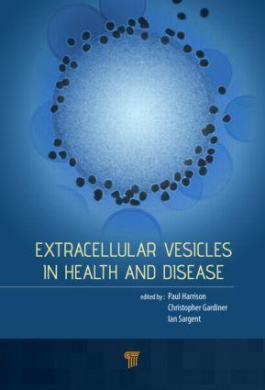 EXTRACELLULAR VESICLES
IN HEALTH AND DISEASE
edited by : Paul Harrison
Christopher Gardiner
Ian Sargent